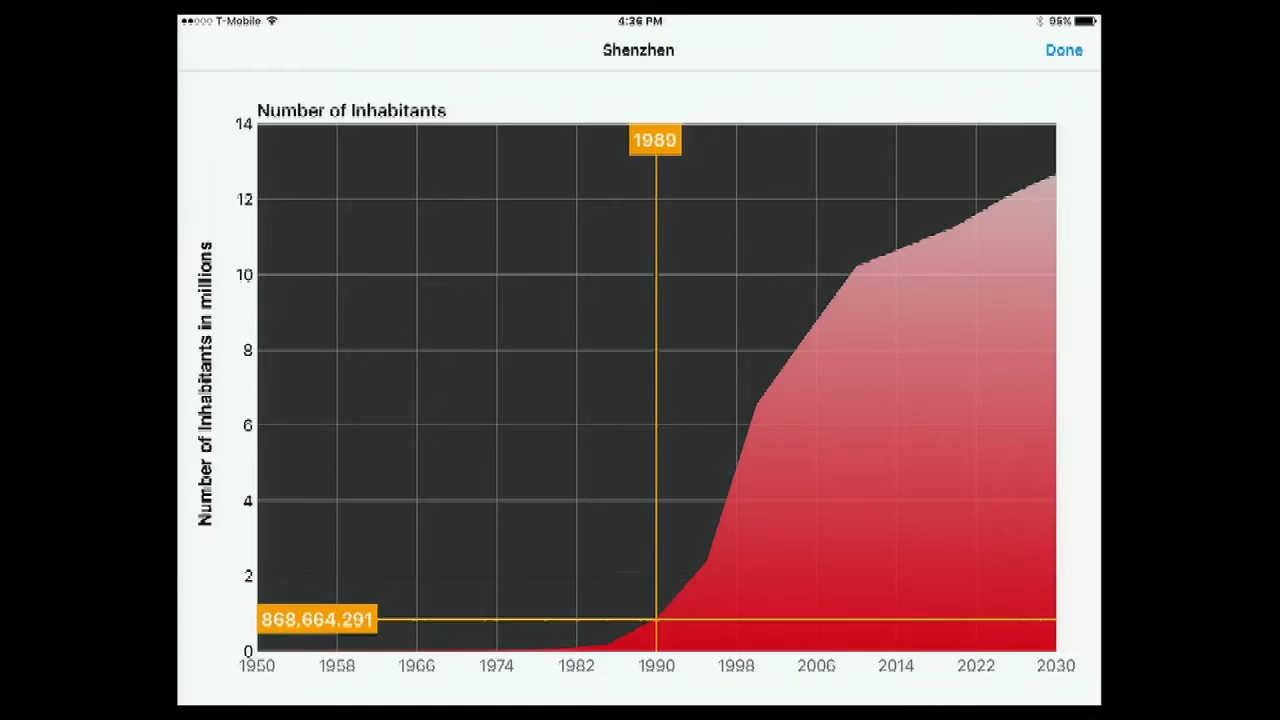 T-Mobile 4:36 PM 95%
Shenzhen Done
Number of Inhabitants
Number of Inhabitants in millions
14
12
10
8
6
4
2
0
1989
868,664.291
1950 1958 1966 1974 1982 1990 1998 2006 2014 2022 2030